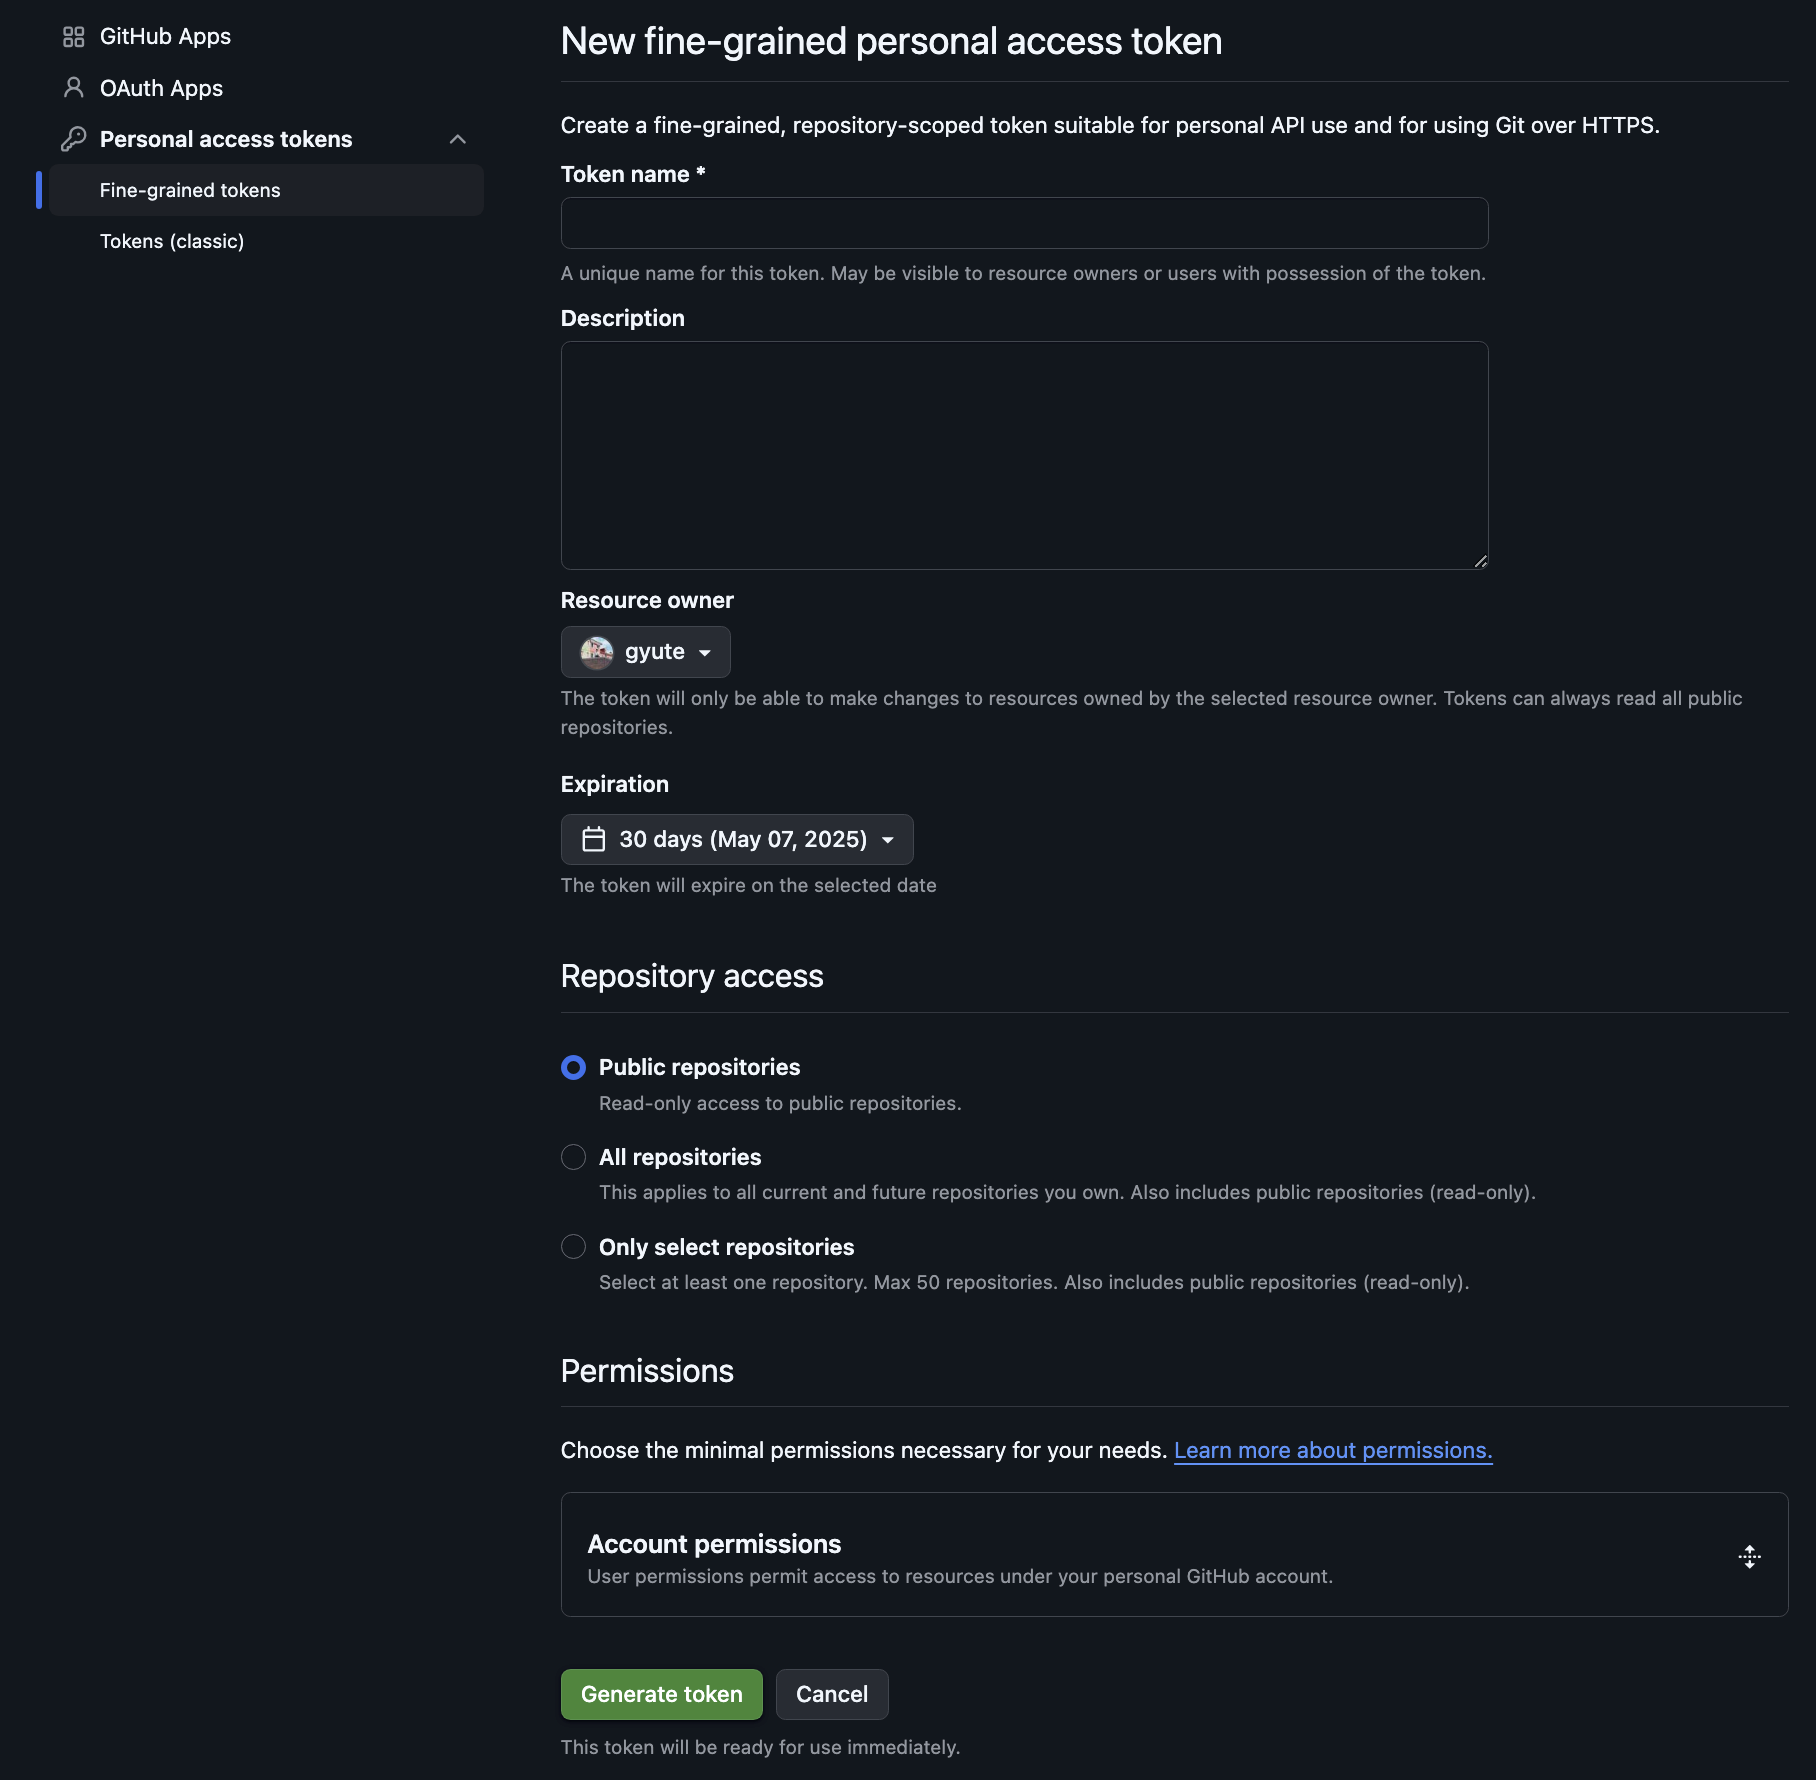 GitHub Apps
OAuth Apps
Personal access tokens
Fine-grained tokens
Tokens (classic)
New fine-grained personal access token
Create a fine-grained, repository-scoped token suitable for personal API use and for using Git over HTTPS.
Token name *
A unique name for this token. May be visible to resource owners or users with possession of the token.
Description
Resource owner
gyute
The token will only be able to make changes to resources owned by the selected resource owner. Tokens can always read all public
repositories.
Expiration
30 days (May 07, 2025)
The token will expire on the selected date
Repository access
Public repositories
Read-only access to public repositories.
All repositories
This applies to all current and future repositories you own. Also includes public repositories (read-only).
Only select repositories
Select at least one repository. Max 50 repositories. Also includes public repositories (read-only).
Permissions
Choose the minimal permissions necessary for your needs. Learn more about permissions.
Account permissions
User permissions permit access to resources under your personal GitHub account.
Generate token
Cancel
This token will be ready for use immediately.